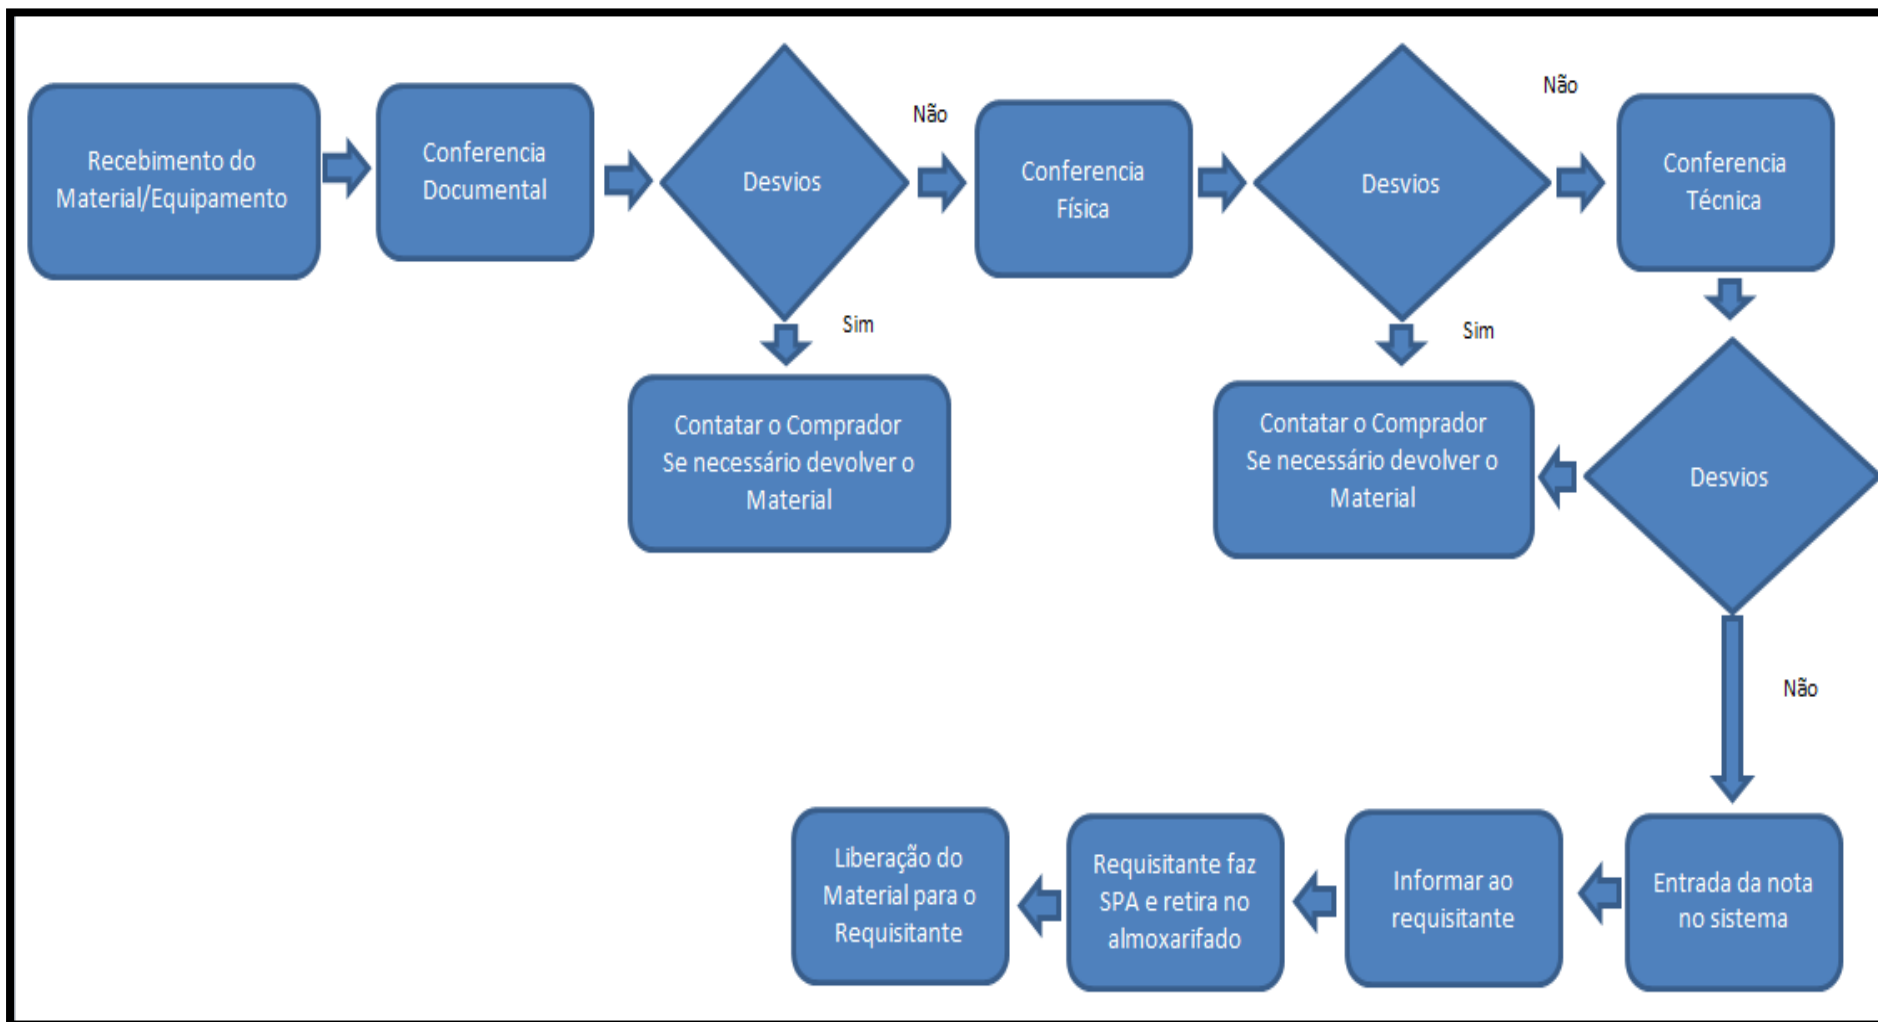 Recebimento do
Material/Equipamento
Conferencia
Documental
Desvios
Não
Sim
Contatar o Comprador
Se necessário devolver o
Material
Conferencia
Física
Desvios
Não
Sim
Contatar o Comprador
Se necessário devolver o
Material
Conferencia
Técnica
Desvios
Não
Entrada da nota
no sistema
Informar ao
requisitante
Requisitante faz
SPA e retira no
almoxarifado
Liberação do
Material para o
Requisitante